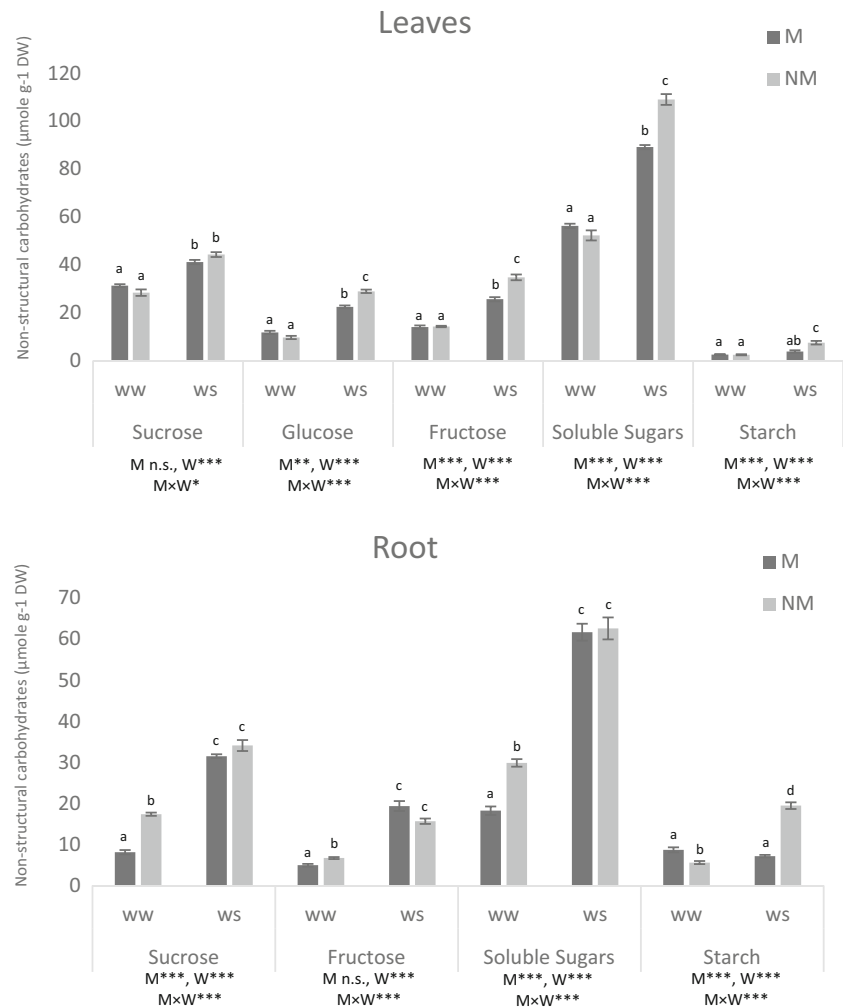 Leaves
M
NM
Non-structural carbohydrates (µmole g-1 DW)
120
100
80
60
40
20
0
a a b b a a b c a a b c a a b c a a ab c
WW WS WW WS WW WS WW WS WW WS
Sucrose Glucose Fructose Soluble Sugars Starch
M n.s., W*** M**, W*** M***, W*** M***, W*** M***, W***
M×W* M×W*** M×W*** M×W*** M×W***
Root
M
NM
Non-structural carbohydrates (µmole g-1 DW)
70
60
50
40
30
20
10
0
a b c c a a c c a b c c a b a d
WW WS WW WS WW WS WW WS
Sucrose Fructose Soluble Sugars Starch
M***, W*** M n.s., W*** M***, W*** M***, W***
M×W*** M×W*** M×W*** M×W***